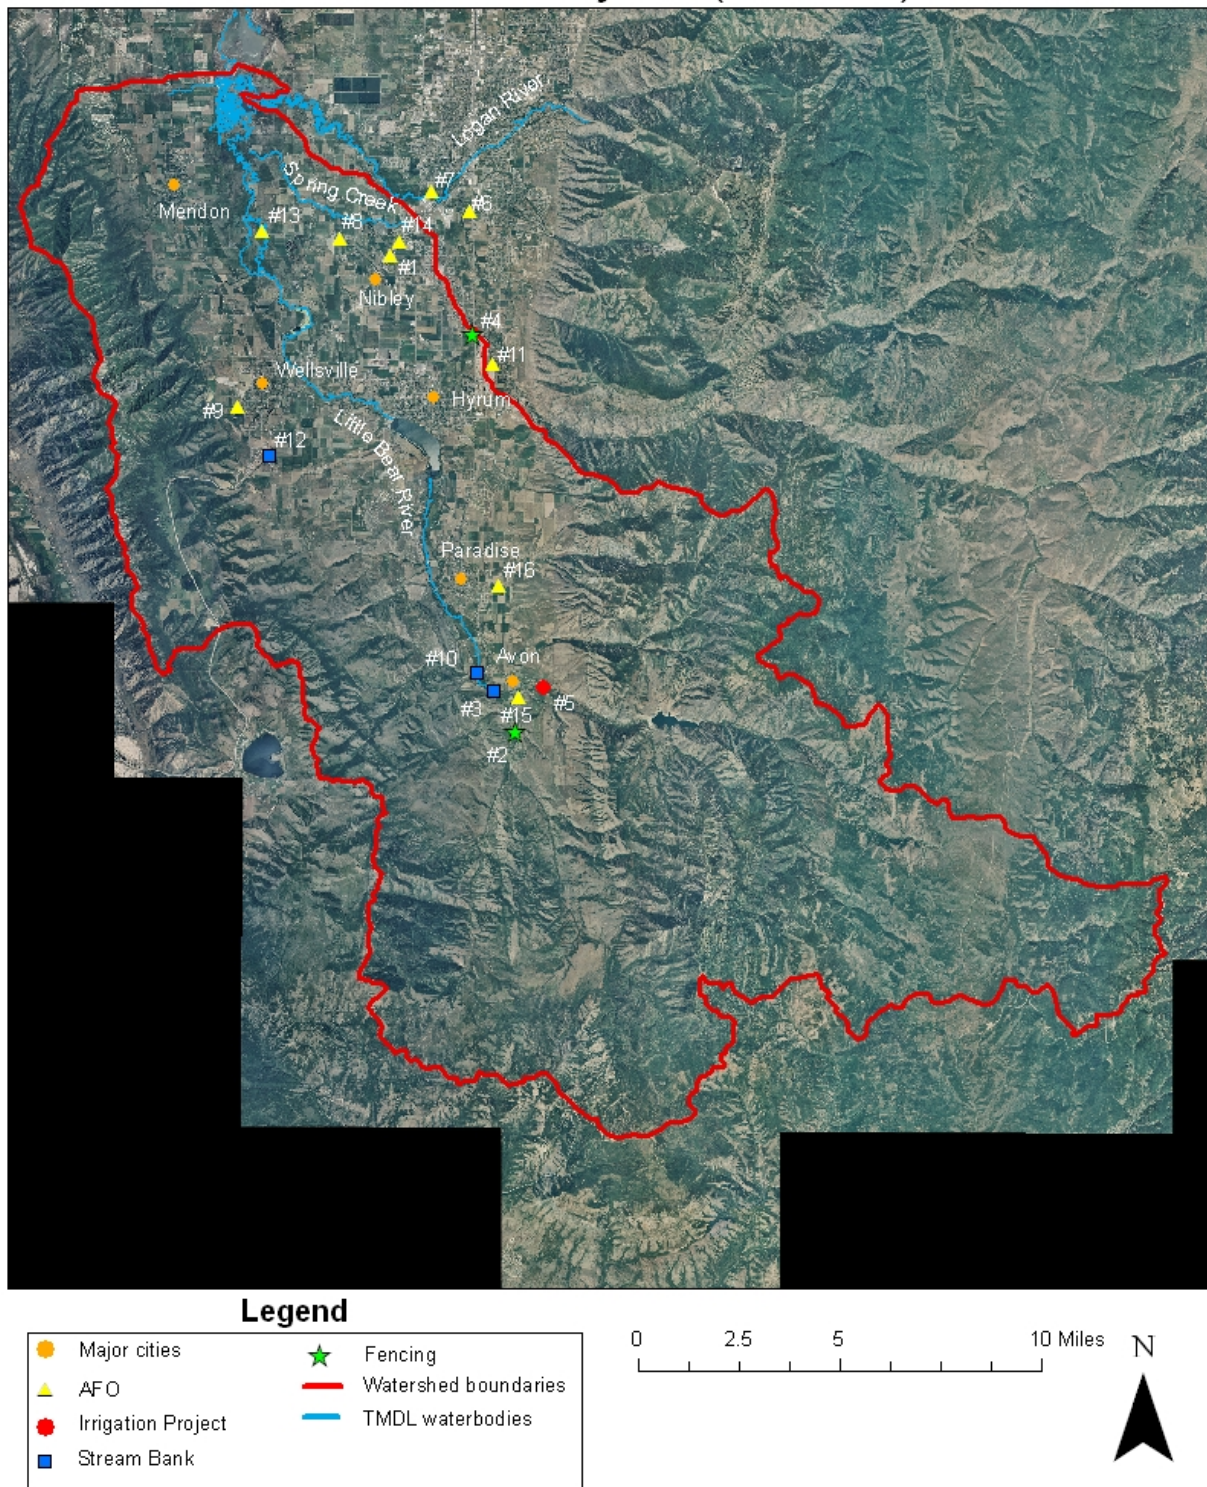 Logan River
#7
Spring Creek
#6
Mendon
#13
#8
#14
#1
Nibley
#4
#11
Wellsville
#9
Hyrum
#12
Little Bear River
Paradise
#16
#10
Avon
#3
#15
#5
#2
Legend
Major cities
AFO
Irrigation Project
Stream Bank
Fencing
Watershed boundaries
TMDL waterbodies
0 2.5 5 10 Miles
N